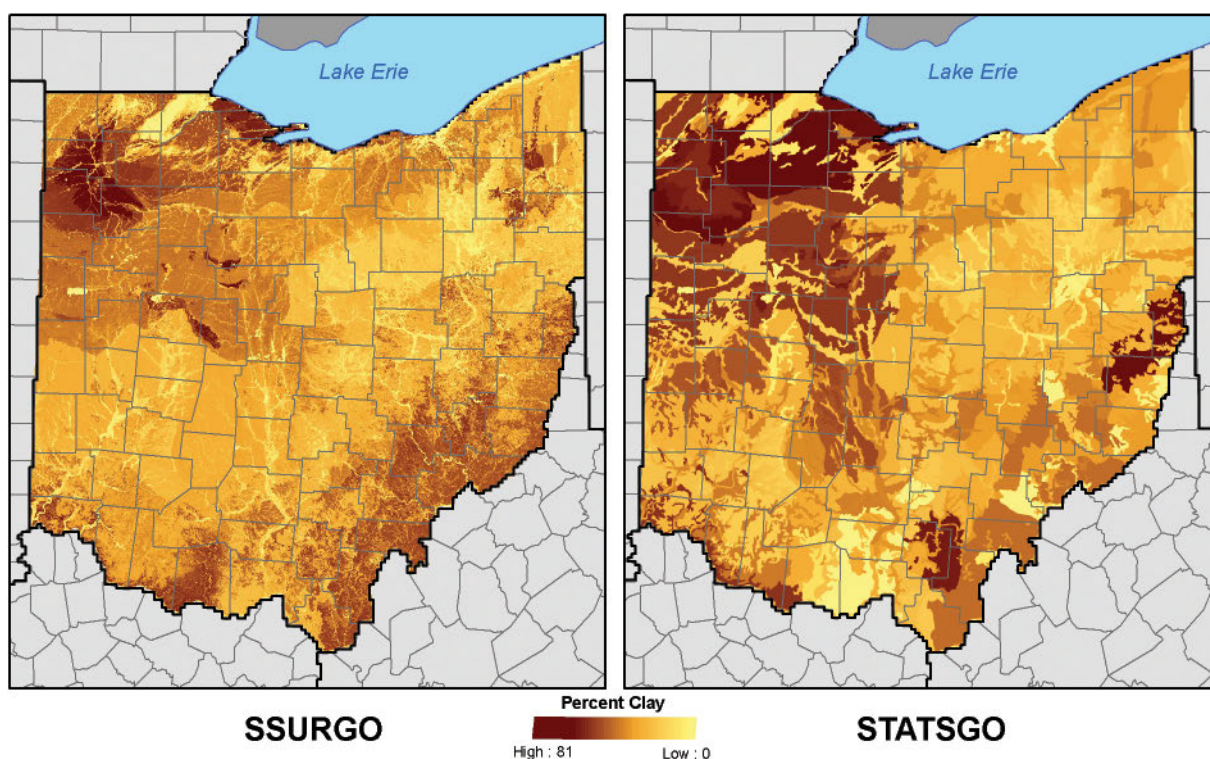 Lake Erie
Lake Erie
Percent Clay
SSURGO
STATSGO
High : 81
Low : 0